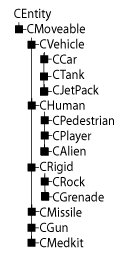 CEntity
CMoveable
CVehicle
CCar
CTank
CJetPack
CHuman
CPedestrian
CPlayer
CAlien
CRigid
CRock
CGrenade
CMissile
CGun
CMedkit